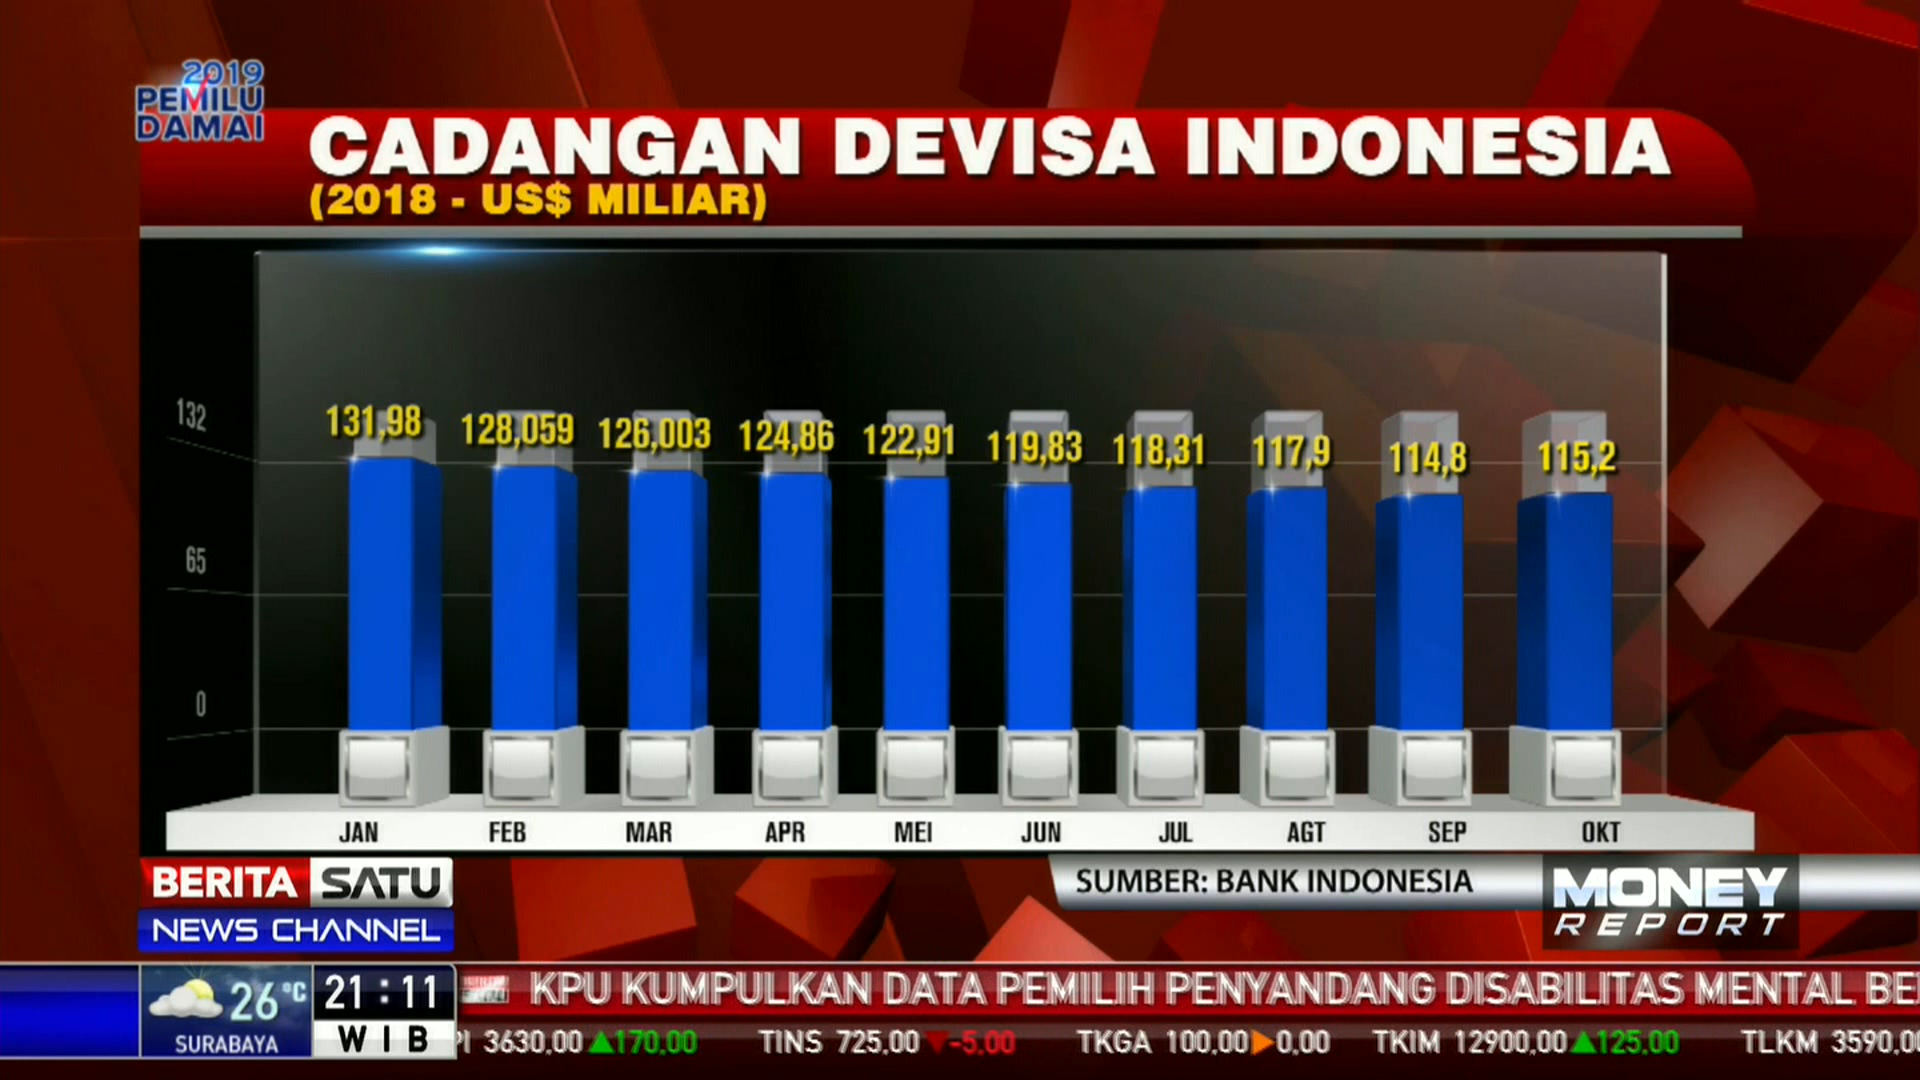 2019
PEMILU
DAMAI
CADANGAN DEVISA INDONESIA
(2018 - US$ MILIAR)
132
65
0
131,98
128,059
126,003
124,86
122,91
119,83
118,31
117,9
114,8
115,2
JAN
FEB
MAR
APR
MEI
JUN
JUL
AGT
SEP
OKT
BERITA SATU
NEWS CHANNEL
SUMBER: BANK INDONESIA
MONEY
REPORT
26°C
SURABAYA
21:11
WIB
KPU KUMPULKAN DATA PEMILIH PENYANDANG DISABILITAS MENTAL BE
PI 3630,00 ▲170,00 TINS 725,00 ▼-5,00 TKGA 100,00 ▶0,00 TKIM 12900,00 ▲125,00 TLKM 3590,00